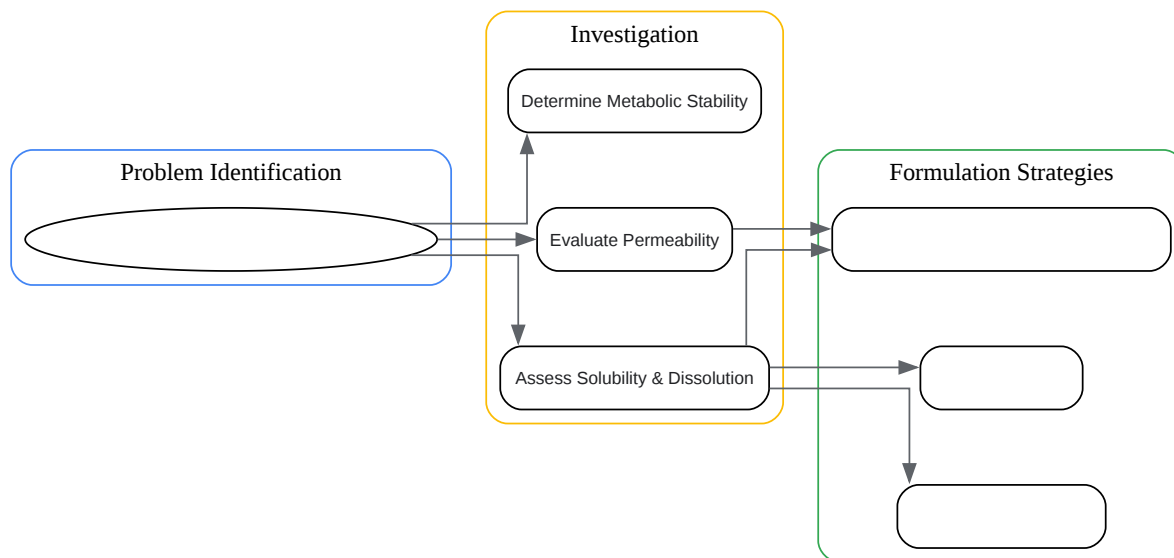 Investigation
Determine Metabolic Stability
Problem Identification
Formulation Strategies
Evaluate Permeability
Assess Solubility & Dissolution